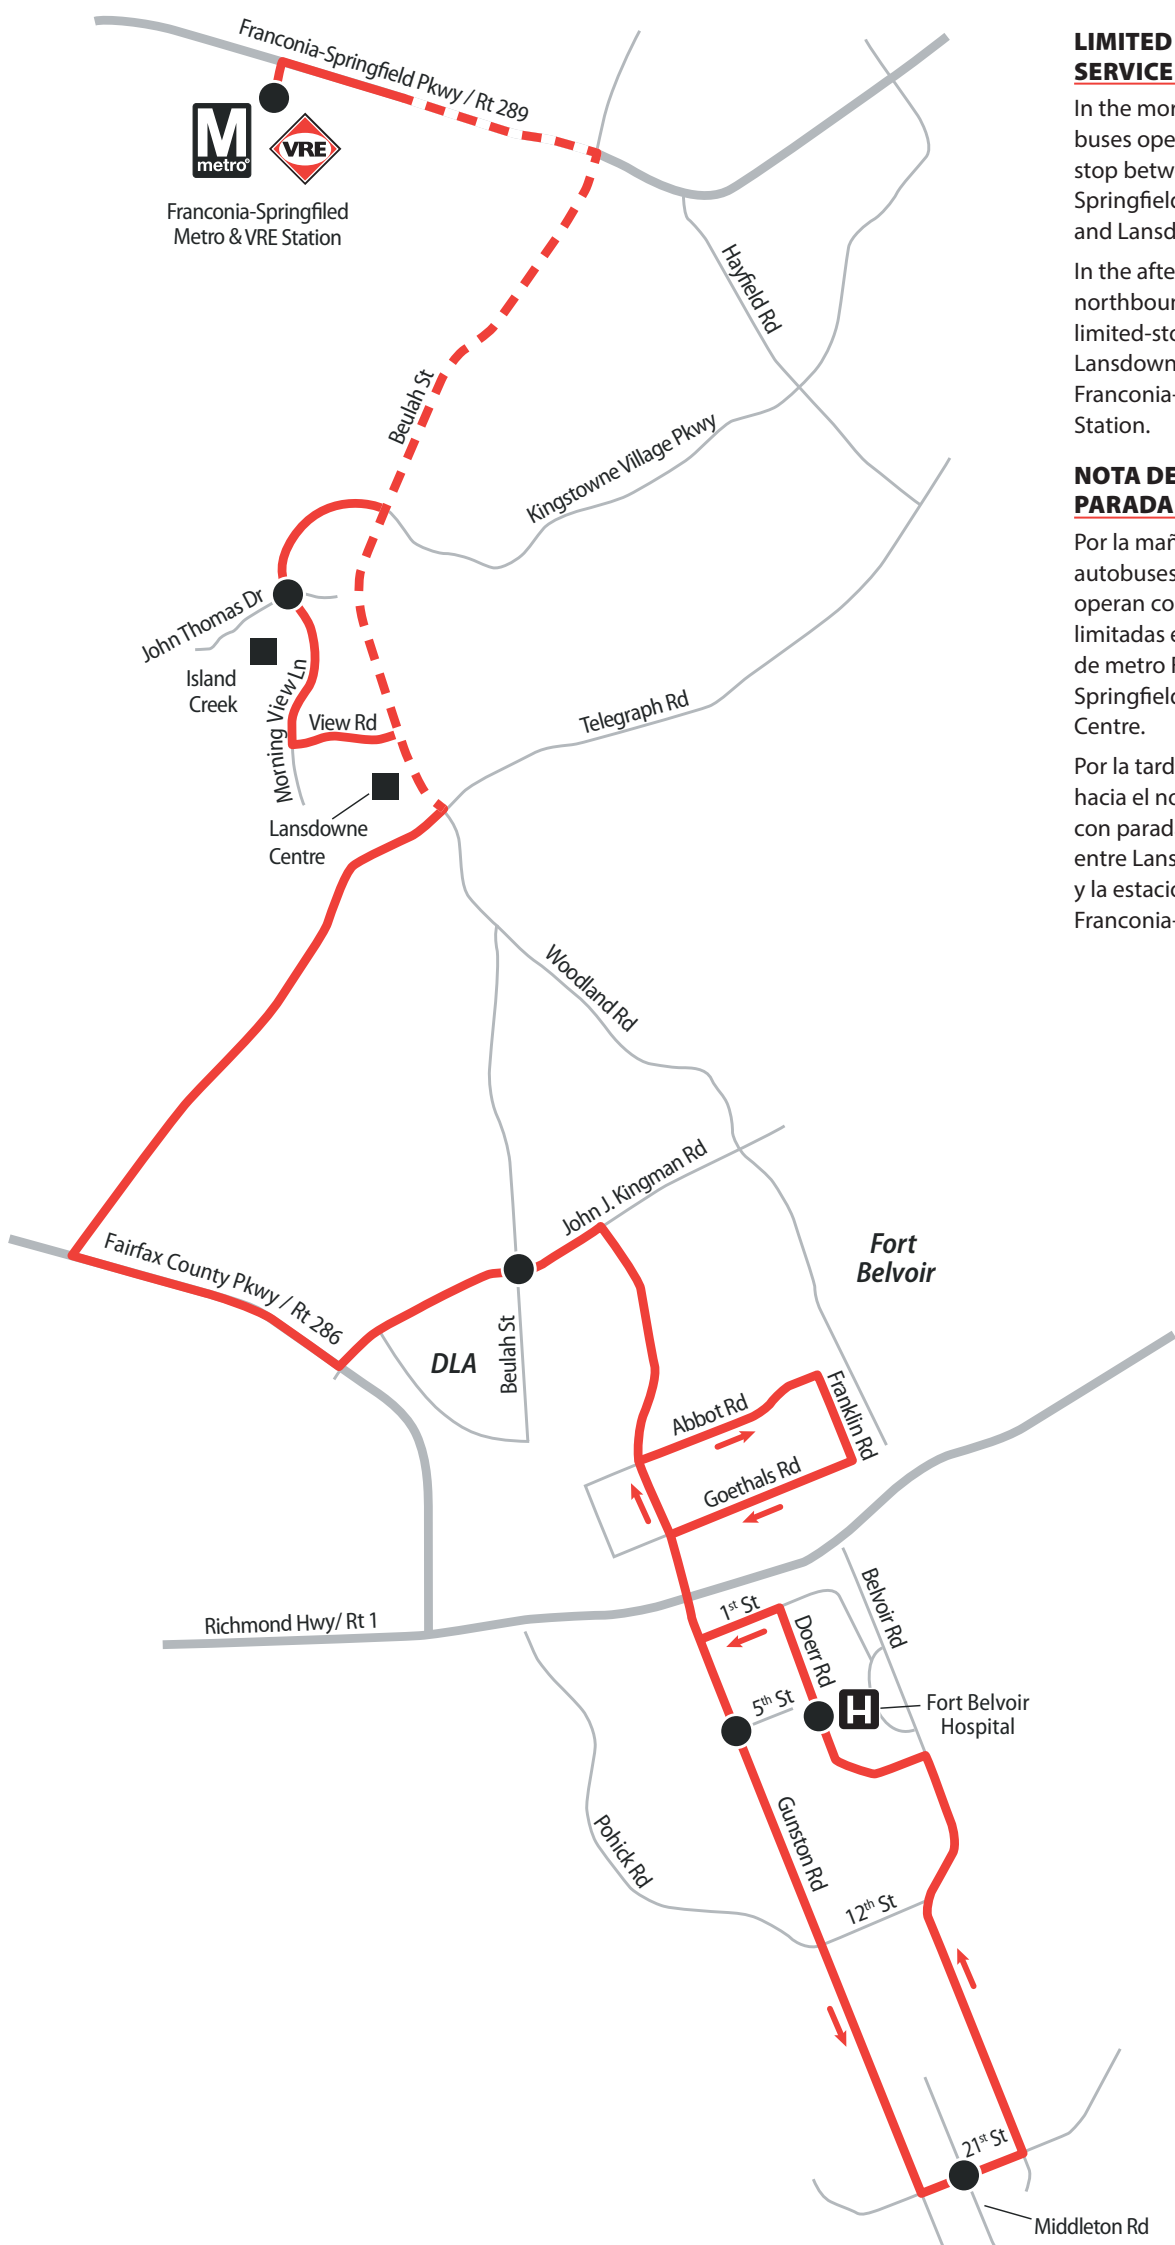 Franconia-Springfield Pkwy / Rt 289
M
metro
VRE
Franconia-Springfiled
Metro & VRE Station
Hayfield Rd
Beulah St
Kingstowne Village Pkwy
John Thomas Dr
Island
Creek
Morning View Ln
View Rd
Telegraph Rd
Lansdowne
Centre
Woodland Rd
John J. Kingman Rd
Fort
Belvoir
Fairfax County Pkwy / Rt 286
DLA
Beulah St
Abbot Rd
Franklin Rd
Goethals Rd
Richmond Hwy/ Rt 1
1st St
Doerr Rd
Belvoir Rd
5th St
H
Fort Belvoir
Hospital
Gunston Rd
Pohick Rd
12th St
21st St
Middleton Rd
LIMITED
SERVICE
In the mor
buses ope
stop betw
Springfield
and Lansd
In the afte
northbour
limited-sto
Lansdown
Franconia-
Station.
NOTA DE
PARADA
Por la mañ
autobuses
operan co
limitadas e
de metro F
Springfield
Centre.
Por la tard
hacia el no
con parad
entre Lans
y la estació
Franconia-